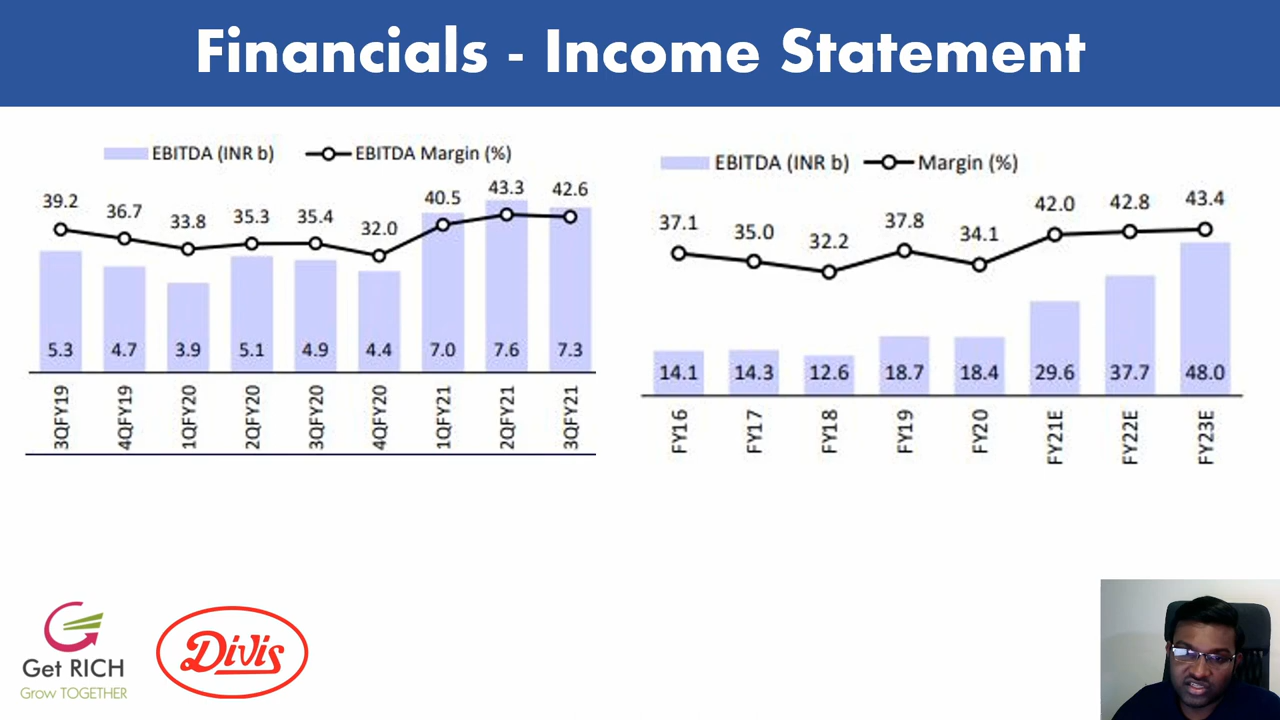 Financials - Income Statement
EBITDA (INR b) EBITDA Margin (%)
39.2 36.7 33.8 35.3 35.4 32.0 40.5 43.3 42.6
5.3 4.7 3.9 5.1 4.9 4.4 7.0 7.6 7.3
3QFY19 4QFY19 1QFY20 2QFY20 3QFY20 4QFY20 1QFY21 2QFY21 3QFY21
EBITDA (INR b) Margin (%)
37.1 35.0 32.2 37.8 34.1 42.0 42.8 43.4
14.1 14.3 12.6 18.7 18.4 29.6 37.7 48.0
FY16 FY17 FY18 FY19 FY20 FY21E FY22E FY23E
Get RICH
Grow TOGETHER
Divis